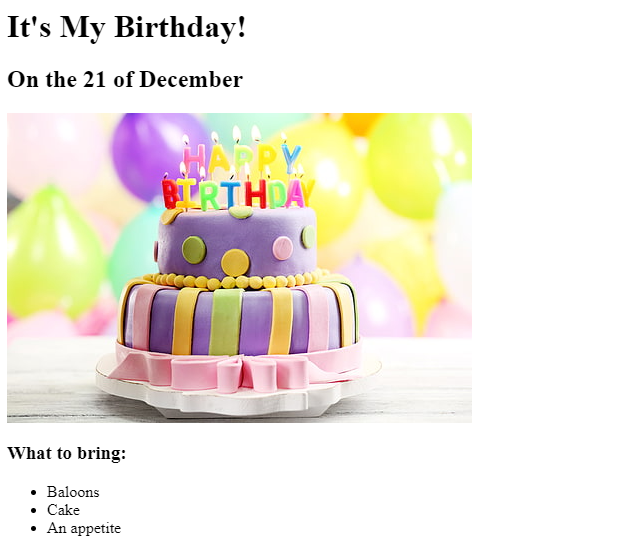 It's My Birthday!
On the 21 of December
HAPPY
BIRTHDAY
What to bring:
Baloons
Cake
An appetite